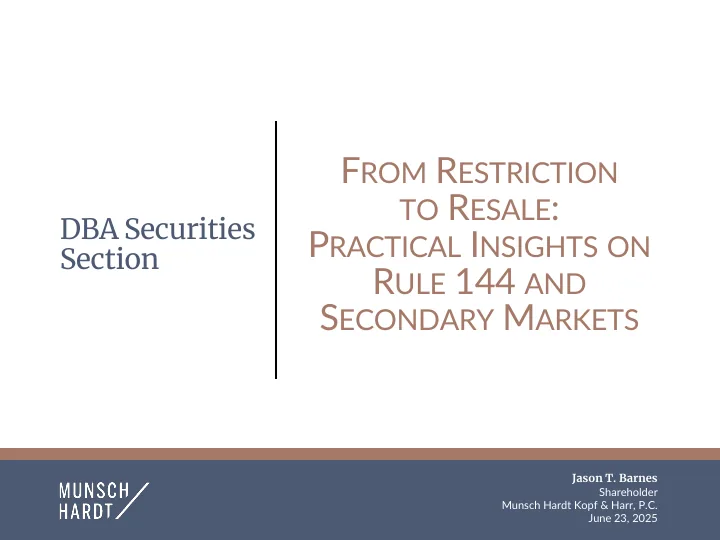 DBA Securities
Section
FROM RESTRICTION
TO RESALE:
PRACTICAL INSIGHTS ON
RULE 144 AND
SECONDARY MARKETS
MUNSCH
HARDT
Jason T. Barnes
Shareholder
Munsch Hardt Kopf & Harr, P.C.
June 23, 2025